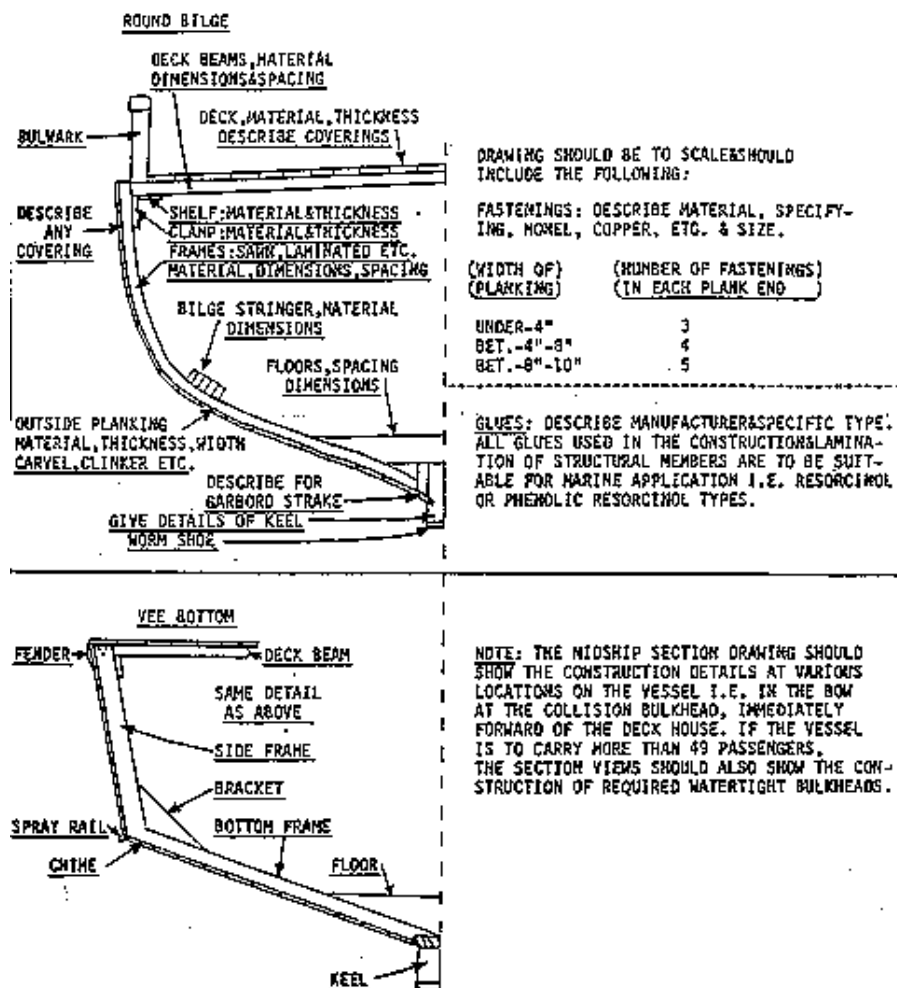 ROUND BILGE
DECK BEAMS, MATERIAL
DIMENSIONS&SPACING
DECK, MATERIAL, THICKNESS
DESCRIBE COVERINGS
BULWARK
DESCRIBE
ANY
COVERING
SHELF: MATERIAL&THICKNESS
CLAMP: MATERIAL&THICKNESS
FRAMES: SAWN, LAMINATED ETC.
MATERIAL, DIMENSIONS, SPACING
BILGE STRINGER, MATERIAL
DIMENSIONS
FLOORS, SPACING
DIMENSIONS
OUTSIDE PLANKING
MATERIAL, THICKNESS, WIDTH
CARVEL, CLINKER ETC.
DESCRIBE FOR
GARBORD STRAKE
GIVE DETAILS OF KEEL
WORM SHOE
DRAWING SHOULD BE TO SCALE&SHOULD
INCLUDE THE FOLLOWING:
FASTENINGS: DESCRIBE MATERIAL, SPECIFY-
ING, MONEL, COPPER, ETC. & SIZE.
(WIDTH OF) (NUMBER OF FASTENINGS)
(PLANKING) (IN EACH PLANK END )
UNDER-4" 3
BET.-4"-8" 4
BET.-8"-10" 5
GLUES: DESCRIBE MANUFACTURER&SPECIFIC TYPE.
ALL GLUES USED IN THE CONSTRUCTION&LAMINA-
TION OF STRUCTURAL MEMBERS ARE TO BE SUIT-
ABLE FOR MARINE APPLICATION I.E. RESORCINOL
OR PHENOLIC RESORCINOL TYPES.
VEE BOTTOM
FENDER
DECK BEAM
SAME DETAIL
AS ABOVE
SIDE FRAME
BRACKET
SPRAY RAIL
BOTTOM FRAME
CHINE
FLOOR
KEEL
NOTE: THE MIDSHIP SECTION DRAWING SHOULD
SHOW THE CONSTRUCTION DETAILS AT VARIOUS
LOCATIONS ON THE VESSEL I.E. IN THE BOW
AT THE COLLISION BULKHEAD, IMMEDIATELY
FORWARD OF THE DECK HOUSE. IF THE VESSEL
IS TO CARRY MORE THAN 49 PASSENGERS.
THE SECTION VIEWS SHOULD ALSO SHOW THE CON-
STRUCTION OF REQUIRED WATERTIGHT BULKHEADS.